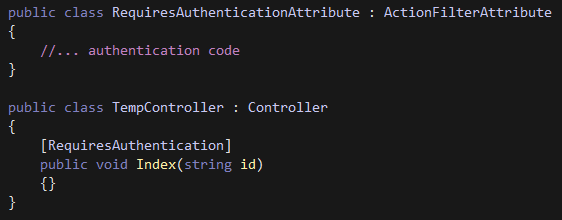 public class RequiresAuthenticationAttribute : ActionFilterAttribute
{
    //... authentication code
}

public class TempController : Controller
{
    [RequiresAuthentication]
    public void Index(string id)
    {}
}